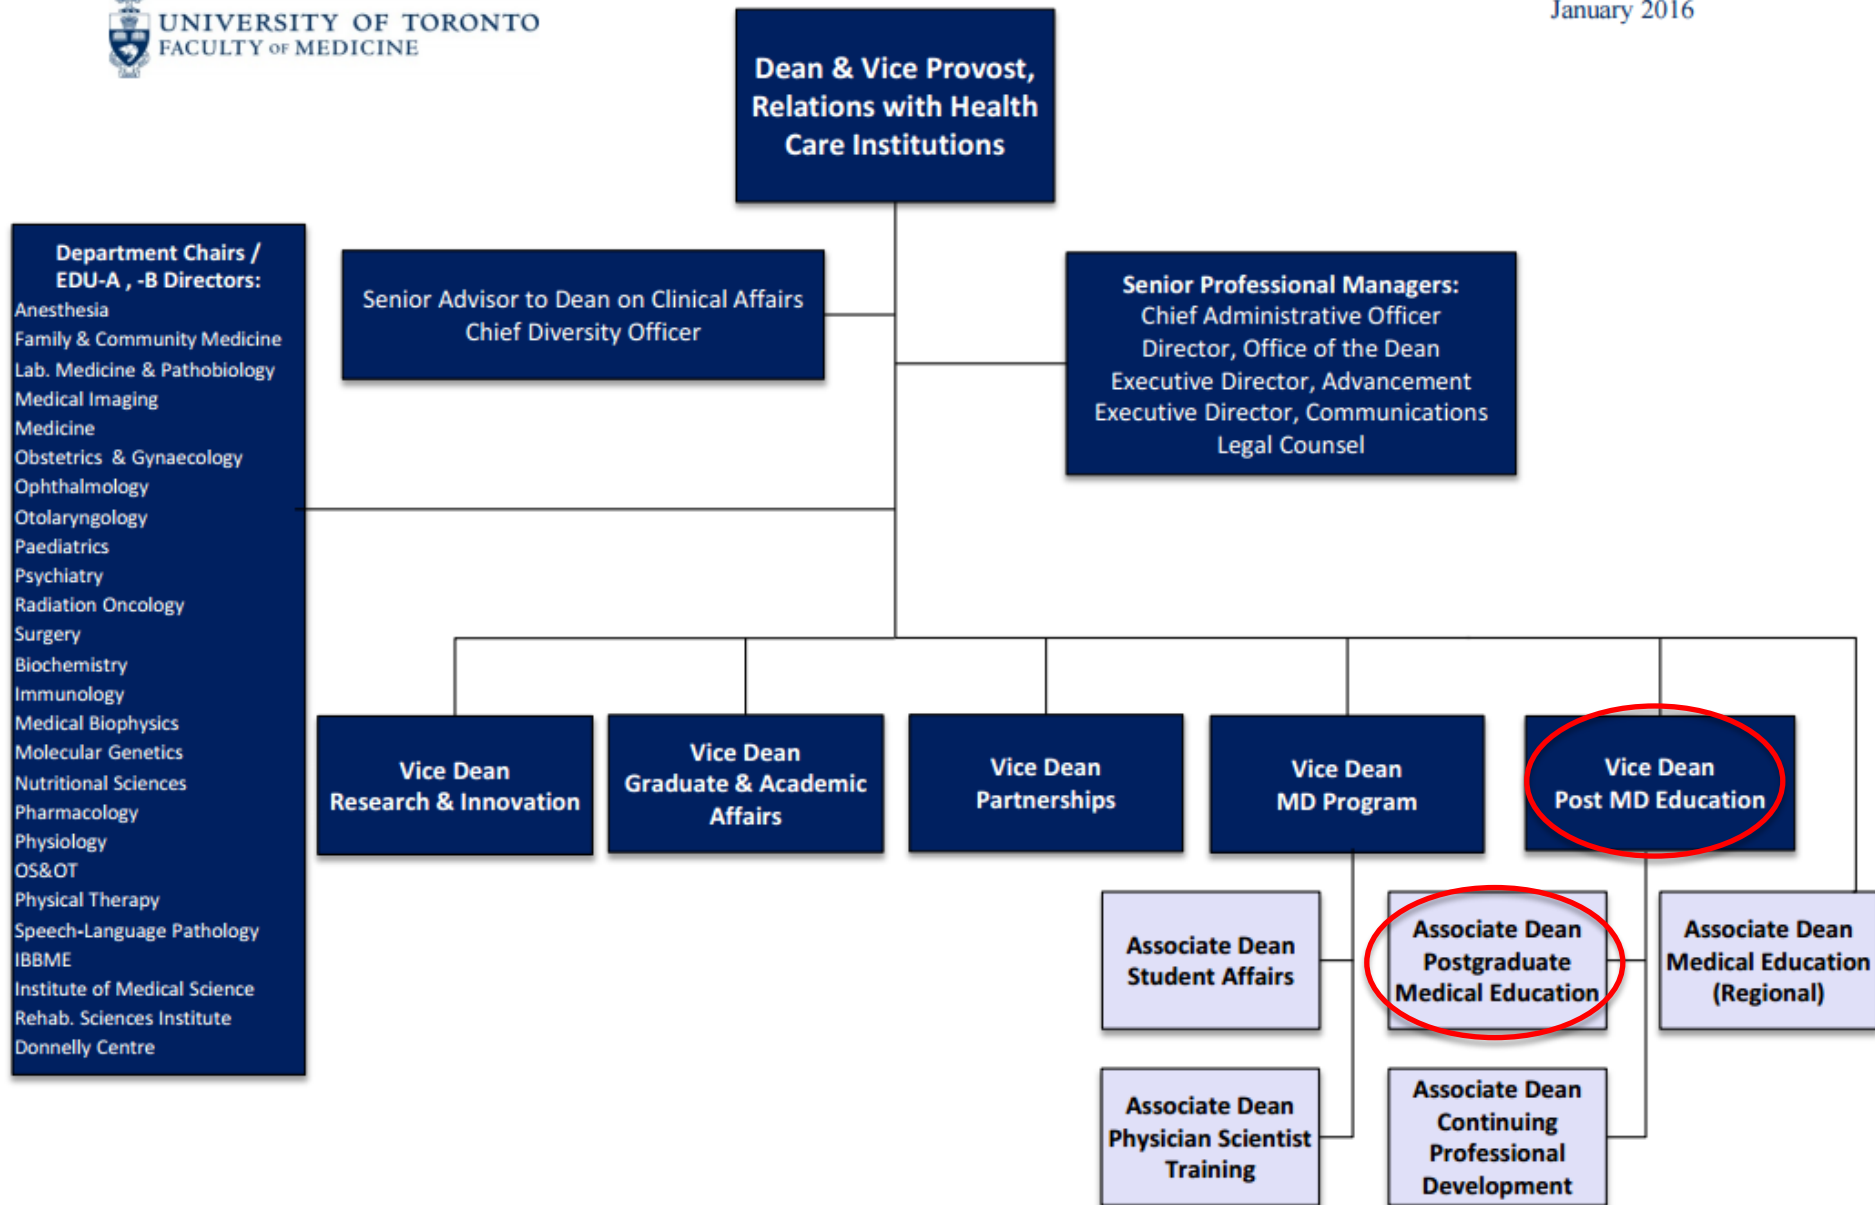 UNIVERSITY OF TORONTO
FACULTY OF MEDICINE
January 2016
Dean & Vice Provost,
Relations with Health
Care Institutions
Department Chairs /
EDU-A , -B Directors:
Anesthesia
Family & Community Medicine
Lab. Medicine & Pathobiology
Medical Imaging
Medicine
Obstetrics & Gynaecology
Ophthalmology
Otolaryngology
Paediatrics
Psychiatry
Radiation Oncology
Surgery
Biochemistry
Immunology
Medical Biophysics
Molecular Genetics
Nutritional Sciences
Pharmacology
Physiology
OS&OT
Physical Therapy
Speech-Language Pathology
IBBME
Institute of Medical Science
Rehab. Sciences Institute
Donnelly Centre
Senior Advisor to Dean on Clinical Affairs
Chief Diversity Officer
Senior Professional Managers:
Chief Administrative Officer
Director, Office of the Dean
Executive Director, Advancement
Executive Director, Communications
Legal Counsel
Vice Dean
Research & Innovation
Vice Dean
Graduate & Academic
Affairs
Vice Dean
Partnerships
Vice Dean
MD Program
Vice Dean
Post MD Education
Associate Dean
Student Affairs
Associate Dean
Postgraduate
Medical Education
Associate Dean
Medical Education
(Regional)
Associate Dean
Physician Scientist
Training
Associate Dean
Continuing
Professional
Development